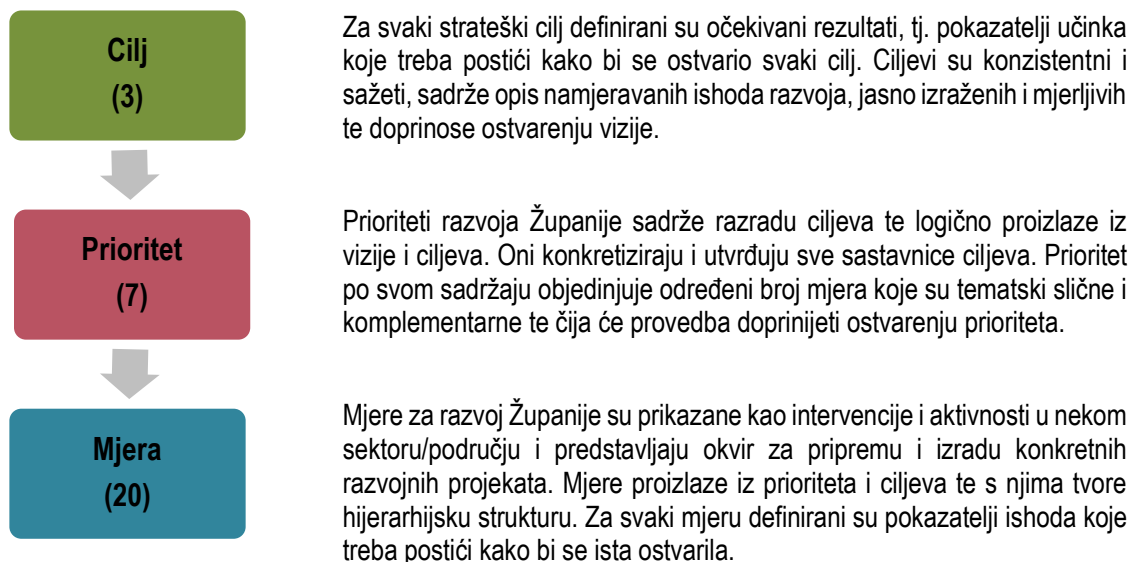 Cilj
(3)
Za svaki strateški cilj definirani su očekivani rezultati, tj. pokazatelji učinka
koje treba postići kako bi se ostvario svaki cilj. Ciljevi su konzistentni i
sažeti, sadrže opis namjeravanih ishoda razvoja, jasno izraženih i mjerljivih
te doprinose ostvarenju vizije.
Prioritet
(7)
Prioriteti razvoja Županije sadrže razradu ciljeva te logično proizlaze iz
vizije i ciljeva. Oni konkretiziraju i utvrđuju sve sastavnice ciljeva. Prioritet
po svom sadržaju objedinjuje određeni broj mjera koje su tematski slične i
komplementarne te čija će provedba doprinijeti ostvarenju prioriteta.
Mjera
(20)
Mjere za razvoj Županije su prikazane kao intervencije i aktivnosti u nekom
sektoru/području i predstavljaju okvir za pripremu i izradu konkretnih
razvojnih projekata. Mjere proizlaze iz prioriteta i ciljeva te s njima tvore
hijerarhijsku strukturu. Za svaki mjeru definirani su pokazatelji ishoda koje
treba postići kako bi se ista ostvarila.